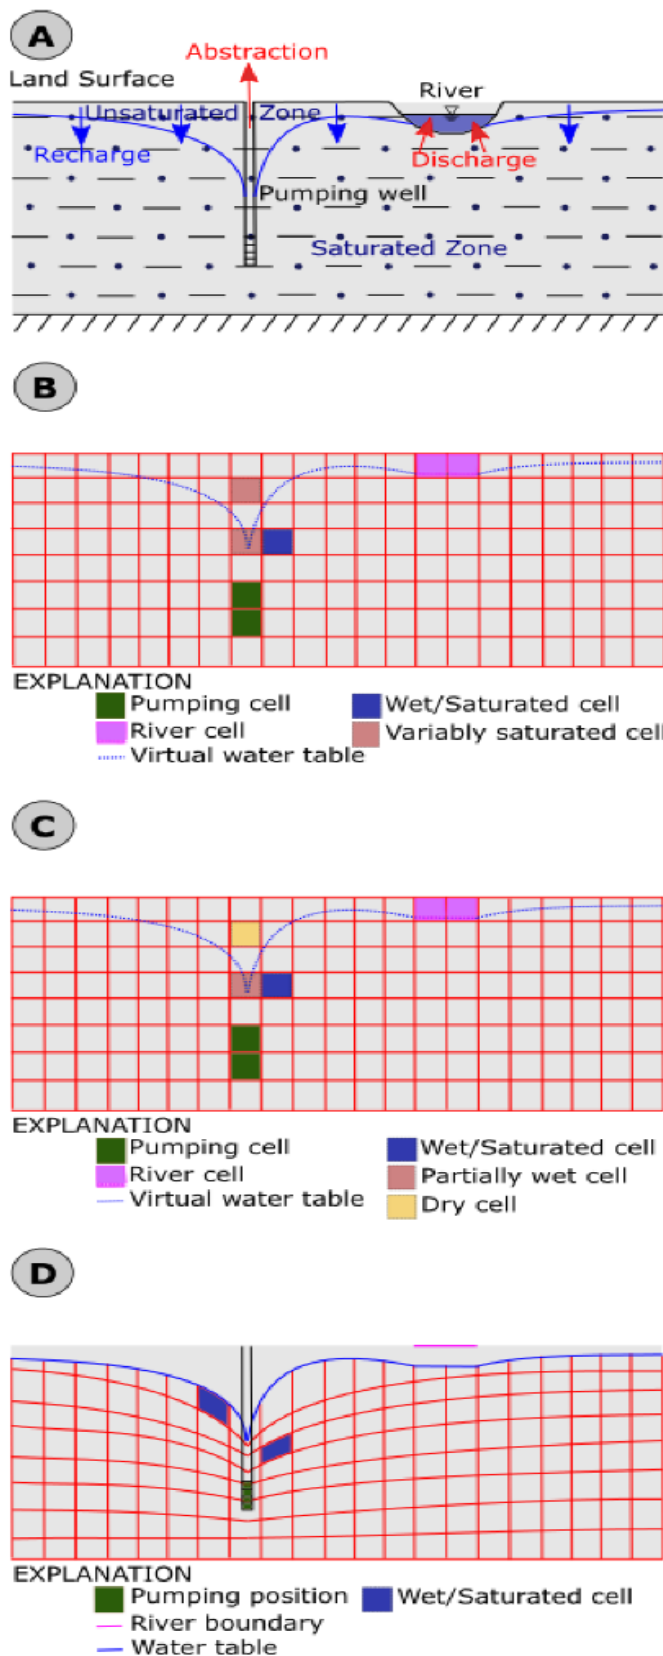 A
Abstraction
Land Surface
River
Unsaturated Zone
Recharge
Discharge
Pumping well
Saturated Zone
B
EXPLANATION
Pumping cell
Wet/Saturated cell
River cell
Variably saturated cell
Virtual water table
C
EXPLANATION
Pumping cell
Wet/Saturated cell
River cell
Partially wet cell
Virtual water table
Dry cell
D
EXPLANATION
Pumping position
Wet/Saturated cell
River boundary
Water table